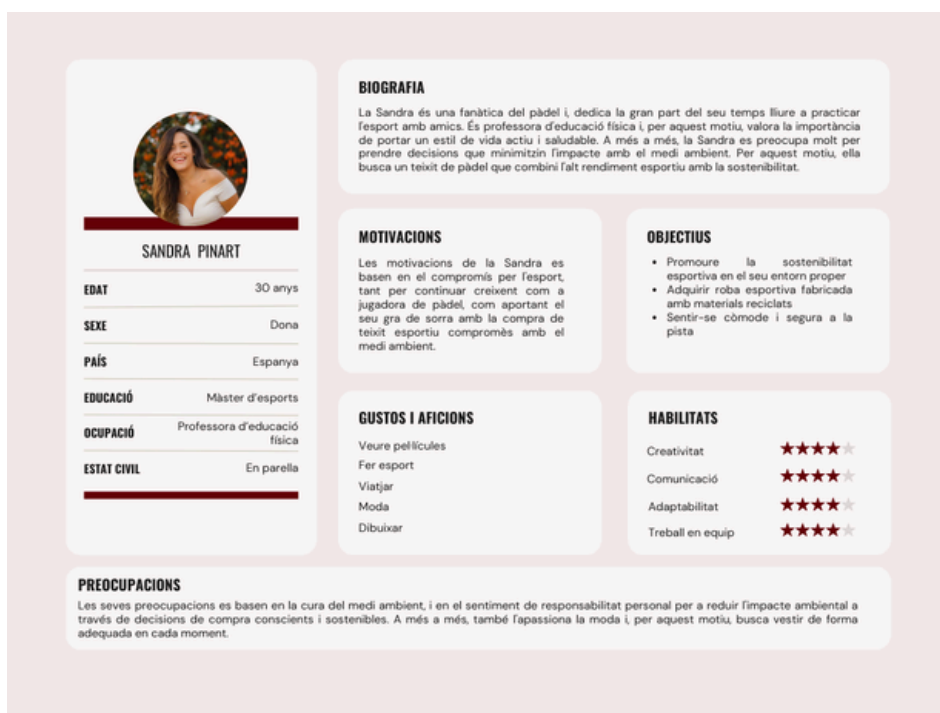 SANDRA PINART
EDAT 30 anys
SEXE Dona
PAÍS Espanya
EDUCACIÓ Màster d'esports
OCUPACIÓ Professora d'educació
física
ESTAT CIVIL En parella
BIOGRAFIA
La Sandra és una fanàtica del pàdel i, dedica la gran part del seu temps lliure a practicar
l'esport amb amics. És professora d'educació física i, per aquest motiu, valora la importància
de portar un estil de vida actiu i saludable. A més a més, la Sandra es preocupa molt per
prendre decisions que minimitzin l'impacte amb el medi ambient. Per aquest motiu, ella
busca un teixit de pàdel que combini l'alt rendiment esportiu amb la sostenibilitat.
MOTIVACIONS
Les motivacions de la Sandra es
basen en el compromís per l'esport,
tant per continuar creixent com a
jugadora de pàdel, com aportant el
seu gra de sorra amb la compra de
teixit esportiu compromès amb el
medi ambient.
OBJECTIUS
• Promoure la sostenibilitat
esportiva en el seu entorn proper
• Adquirir roba esportiva fabricada
amb materials reciclats
• Sentir-se còmode i segura a la
pista
GUSTOS I AFICIONS
Veure pel·lícules
Fer esport
Viatjar
Moda
Dibuixar
HABILITATS
Creativitat
Comunicació
Adaptabilitat
Treball en equip
PREOCUPACIONS
Les seves preocupacions es basen en la cura del medi ambient, i en el sentiment de responsabilitat personal per a reduir l'impacte ambiental a
través de decisions de compra conscients i sostenibles. A més a més, també l'apassiona la moda i, per aquest motiu, busca vestir de forma
adequada en cada moment.